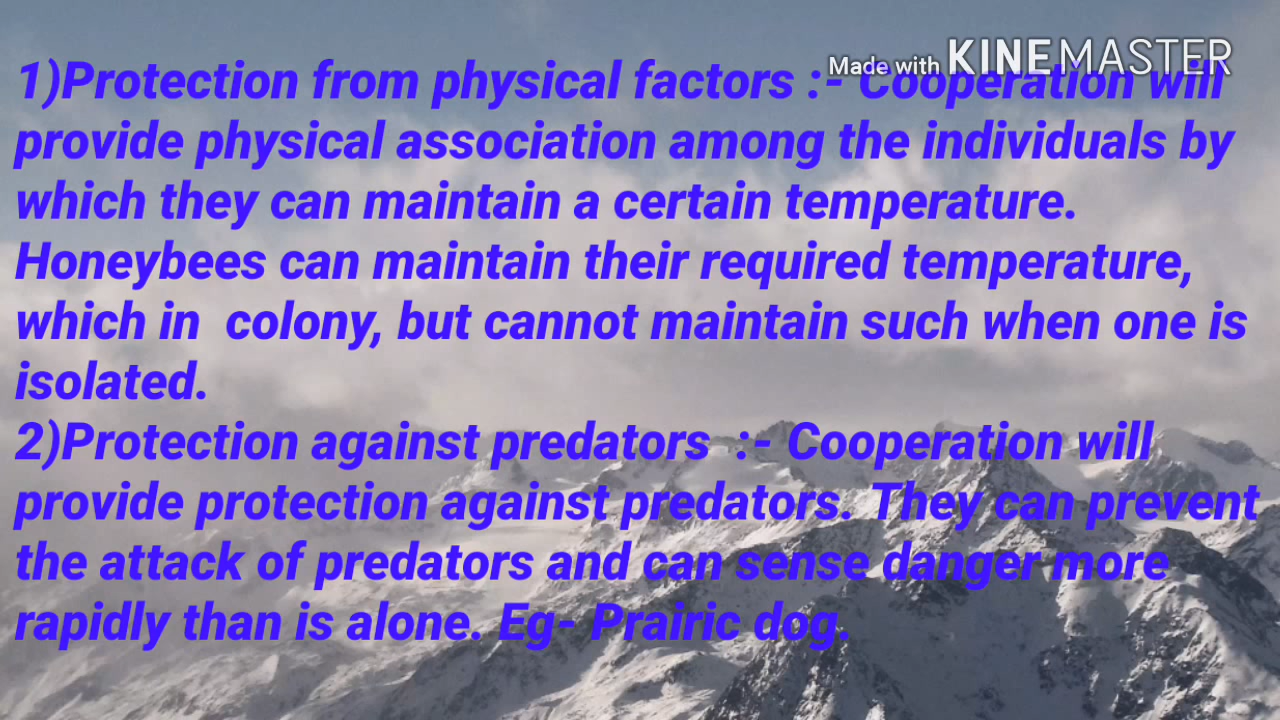 Made with KINEMASTER
1)Protection from physical factors :- Cooperation will
provide physical association among the individuals by
which they can maintain a certain temperature.
Honeybees can maintain their required temperature,
which in  colony, but cannot maintain such when one is
isolated.
2)Protection against predators  :- Cooperation will
provide protection against predators. They can prevent
the attack of predators and can sense danger more
rapidly than is alone. Eg- Prairic dog.